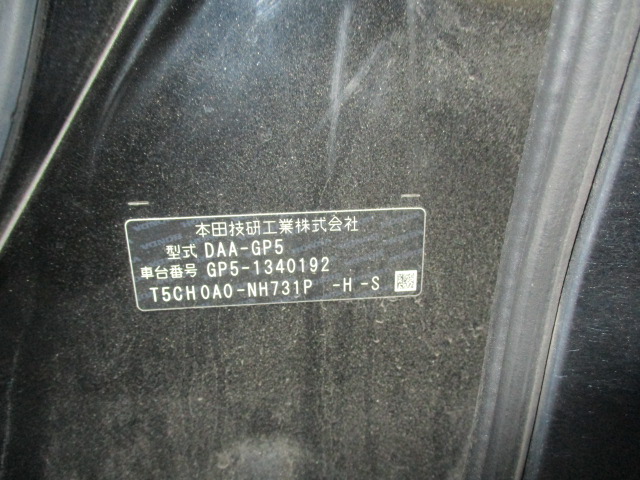 本田技研工業株式会社
型式 DAA-GP5
車台番号 GP5-1340192
T5CH0A0-NH731P -H -S